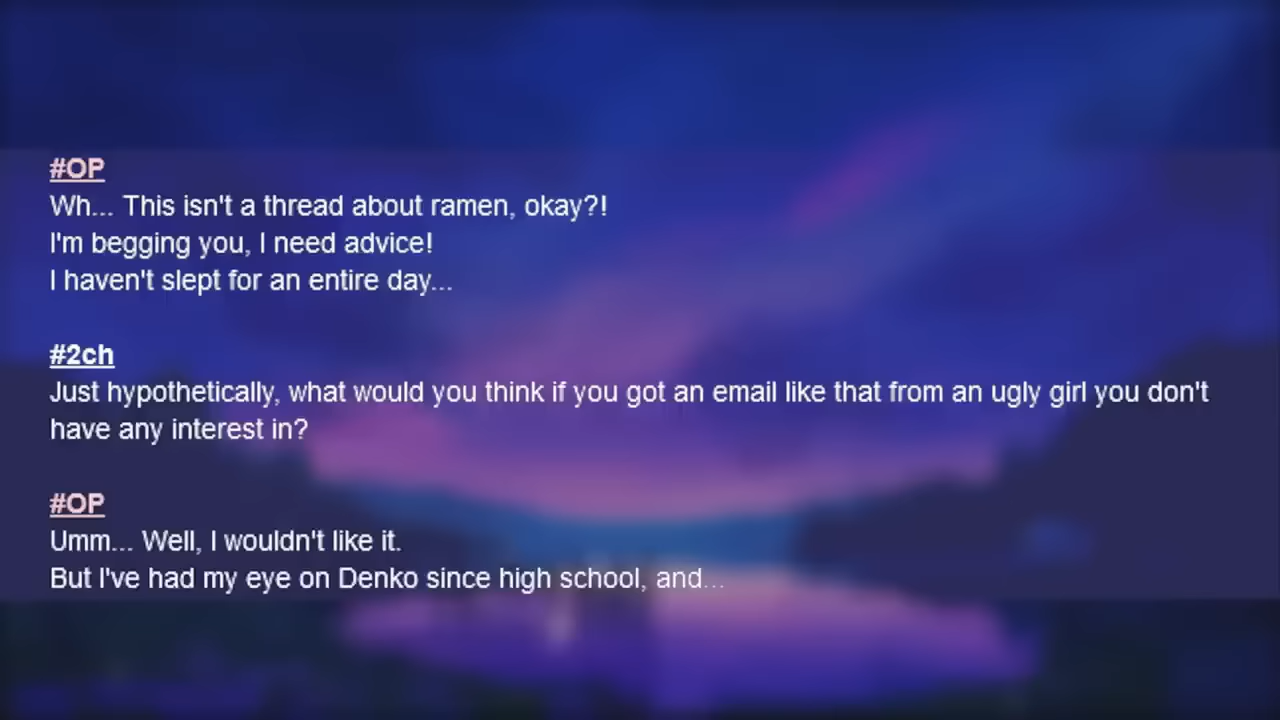 #OP
Wh... This isn't a thread about ramen, okay?!
I'm begging you, I need advice!
I haven't slept for an entire day...
#2ch
Just hypothetically, what would you think if you got an email like that from an ugly girl you don't
have any interest in?
#OP
Umm... Well, I wouldn't like it.
But I've had my eye on Denko since high school, and...